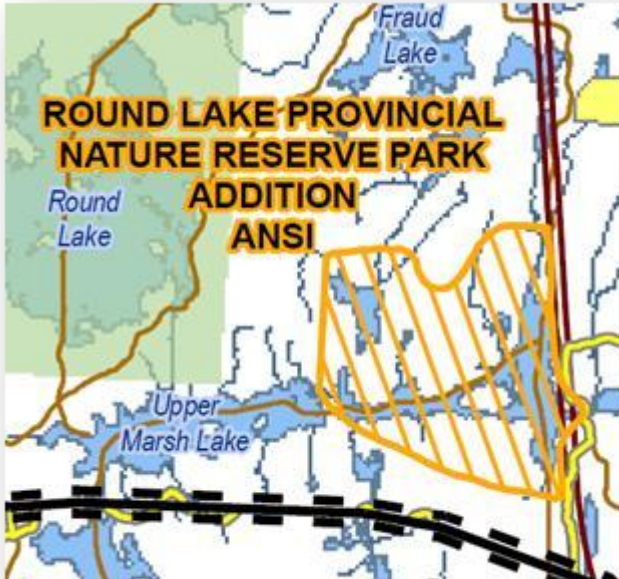 Fraud
Lake
ROUND LAKE PROVINCIAL
NATURE RESERVE PARK
ADDITION
ANSI
Round
Lake
Upper
Marsh Lake